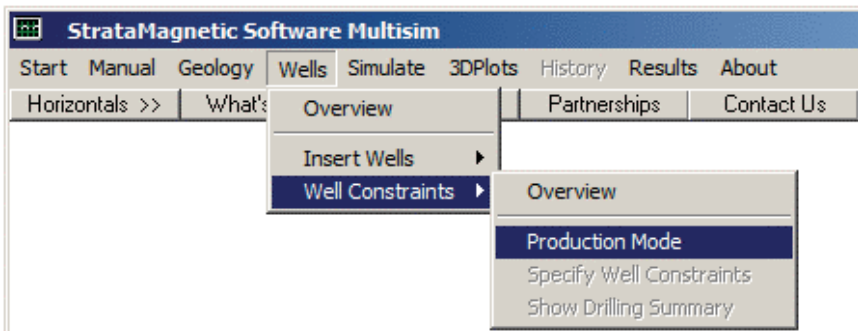 StrataMagnetic Software Multisim
Start Manual Geology Wells Simulate 3DPlots History Results About
Horizontals >> What's Partnerships Contact Us
Overview
Insert Wells
Well Constraints Overview
Production Mode
Specify Well Constraints
Show Drilling Summary